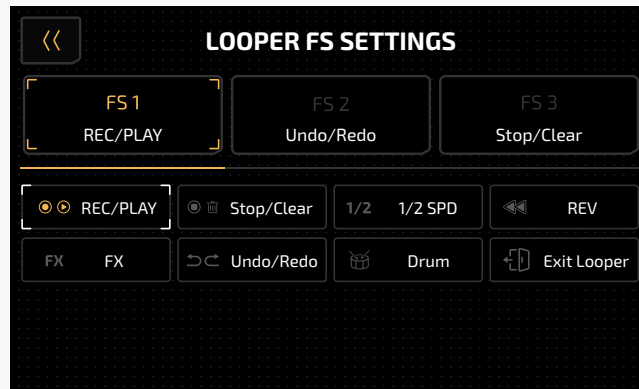 LOOPER FS SETTINGS
FS 1
REC/PLAY
FS 2
Undo/Redo
FS 3
Stop/Clear
REC/PLAY
Stop/Clear
1/2 1/2 SPD
REV
FX FX
Undo/Redo
Drum
Exit Looper